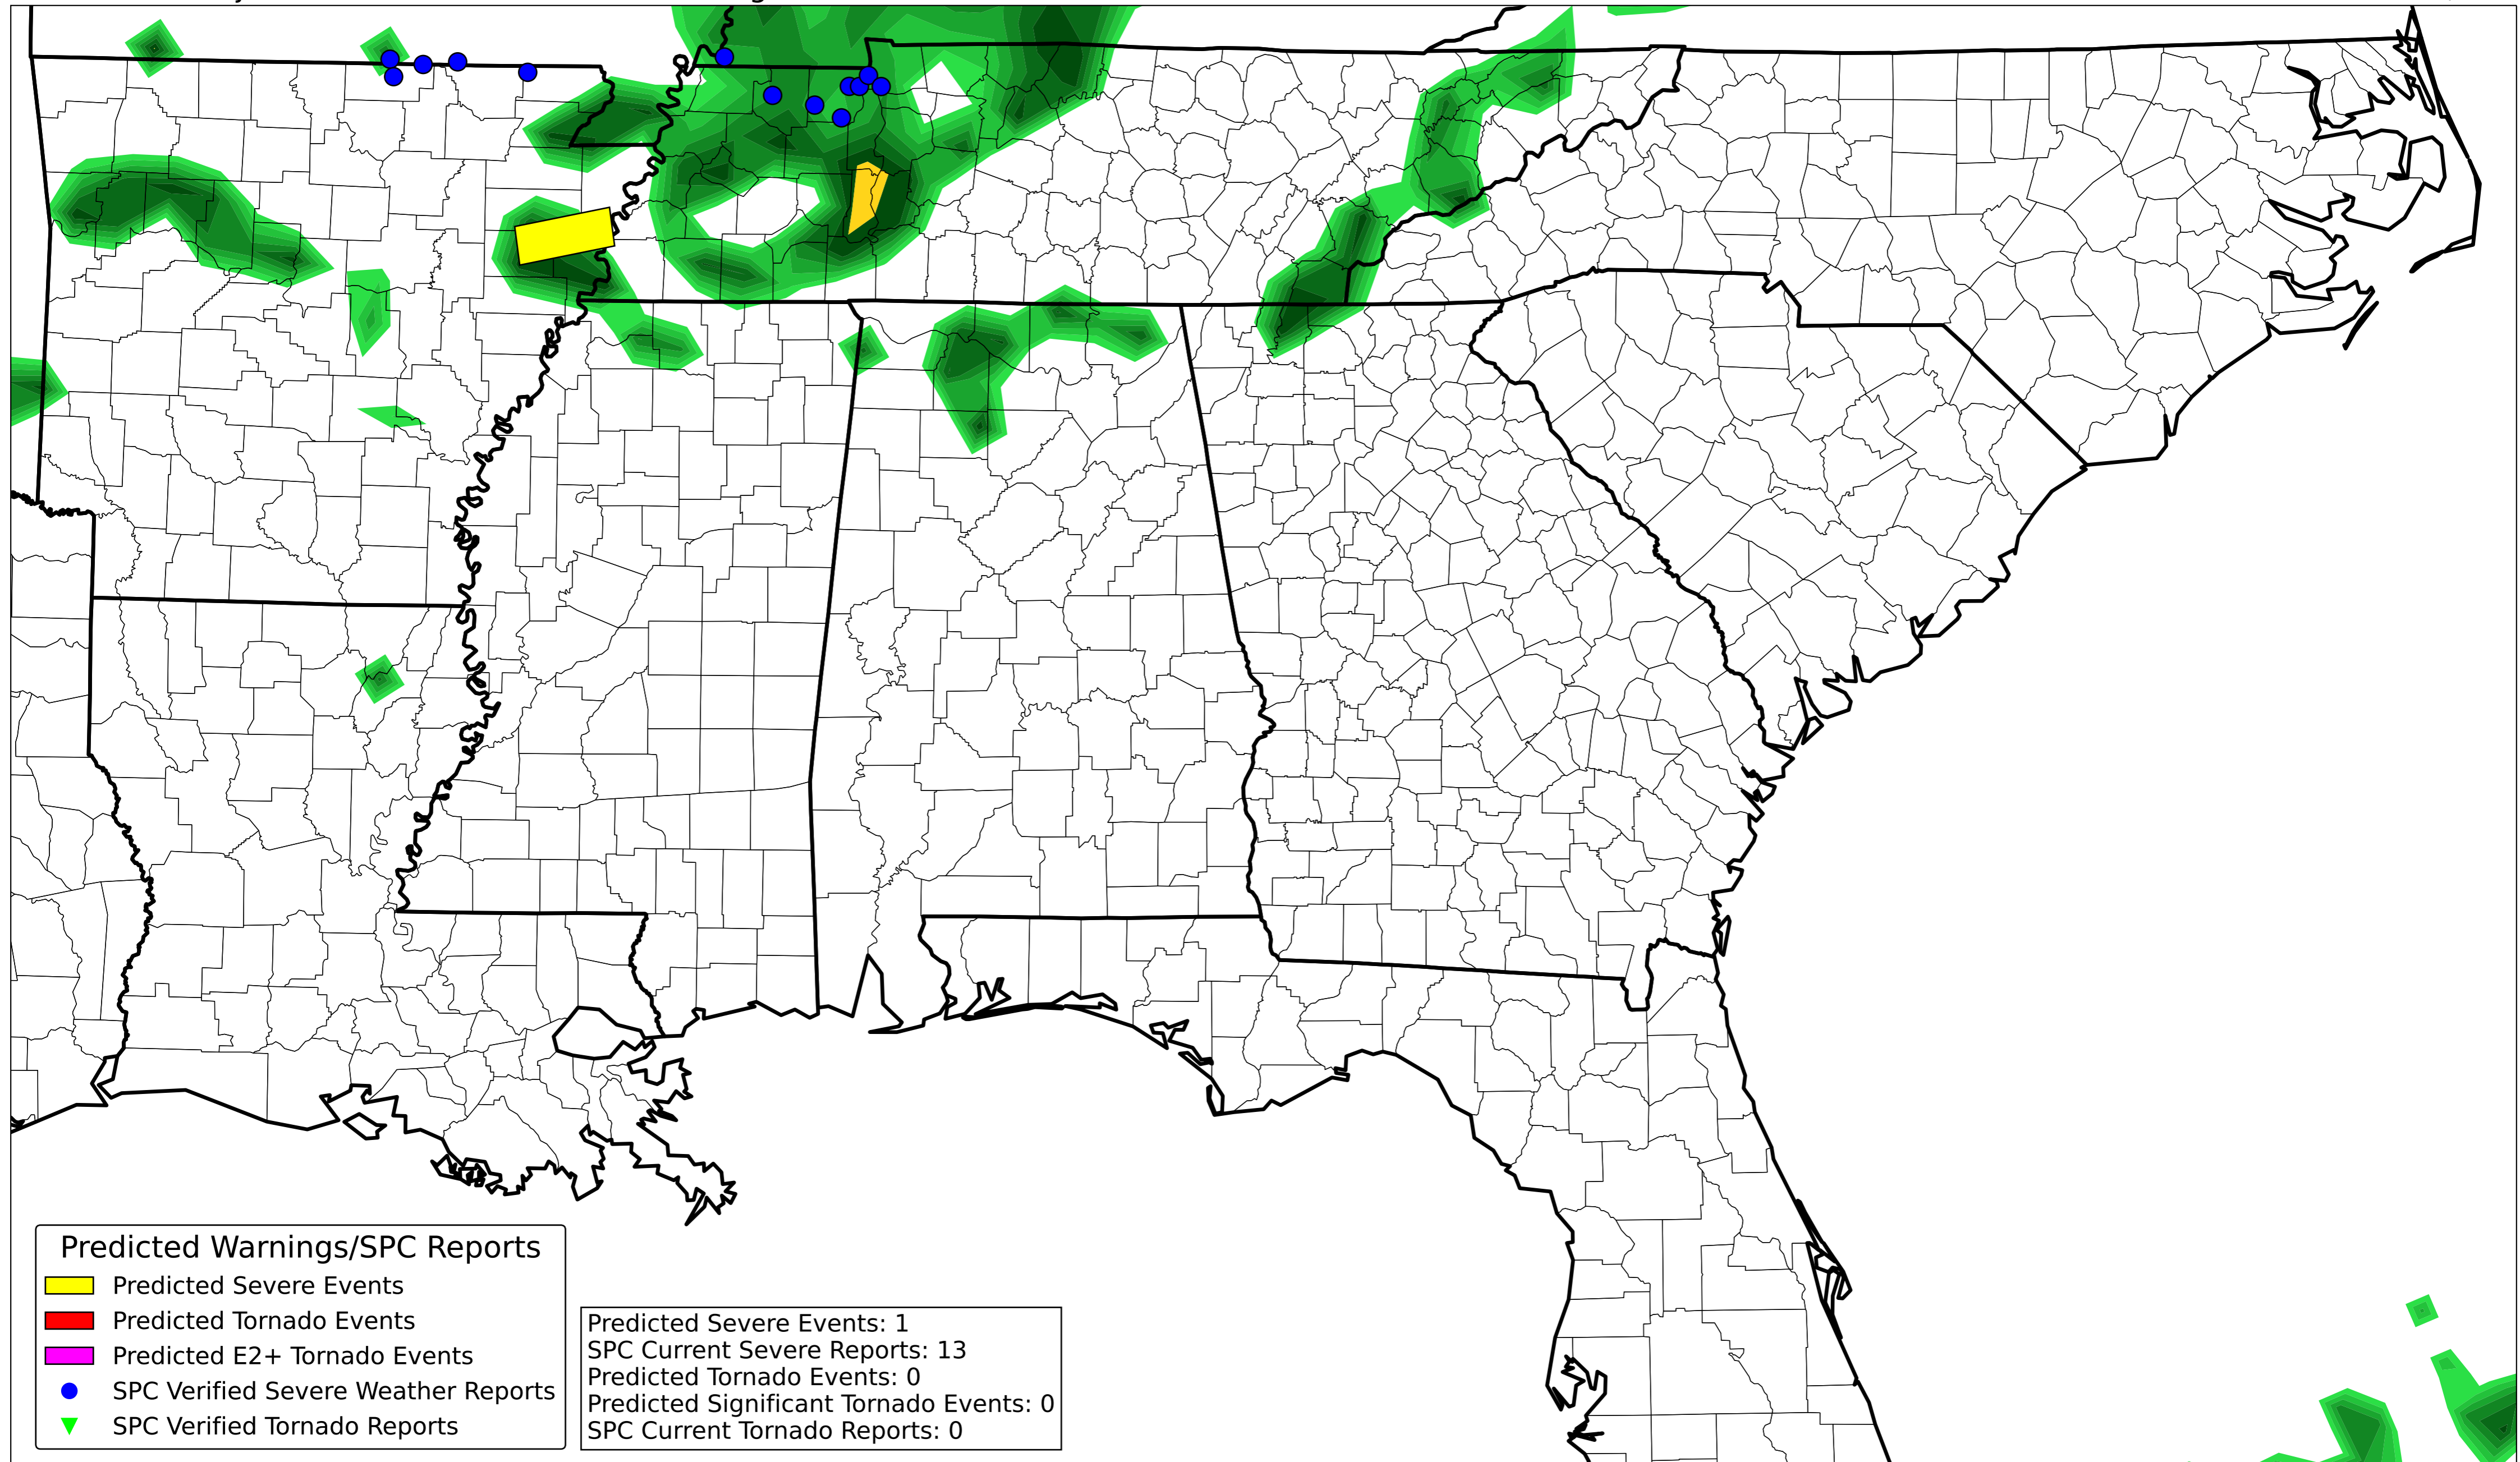 Predicted Warnings/SPC Reports
Predicted Severe Events
Predicted Tornado Events
Predicted E2+ Tornado Events
SPC Verified Severe Weather Reports
SPC Verified Tornado Reports
Predicted Severe Events: 1
SPC Current Severe Reports: 13
Predicted Tornado Events: 0
Predicted Significant Tornado Events: 0
SPC Current Tornado Reports: 0